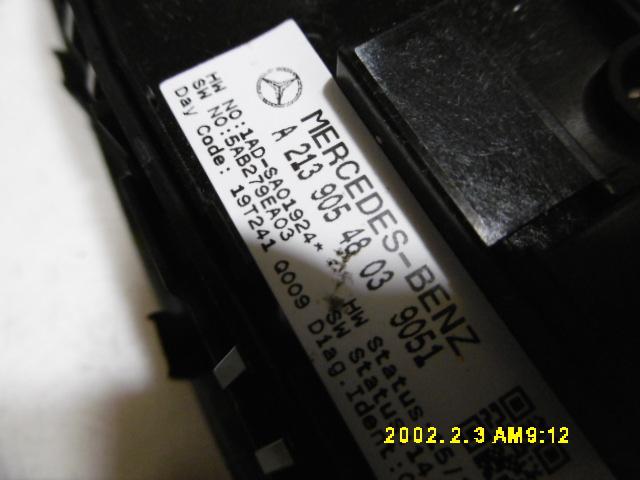 MERCEDES-BENZ
A 213 905 48 03 9051
HW NO:1AD-SA01924* HW Status
SW NO:5AB279EA03 SW Status
Day Code: 19T241 Q009 Diag.Ident:
2002.2.3 AM9:12